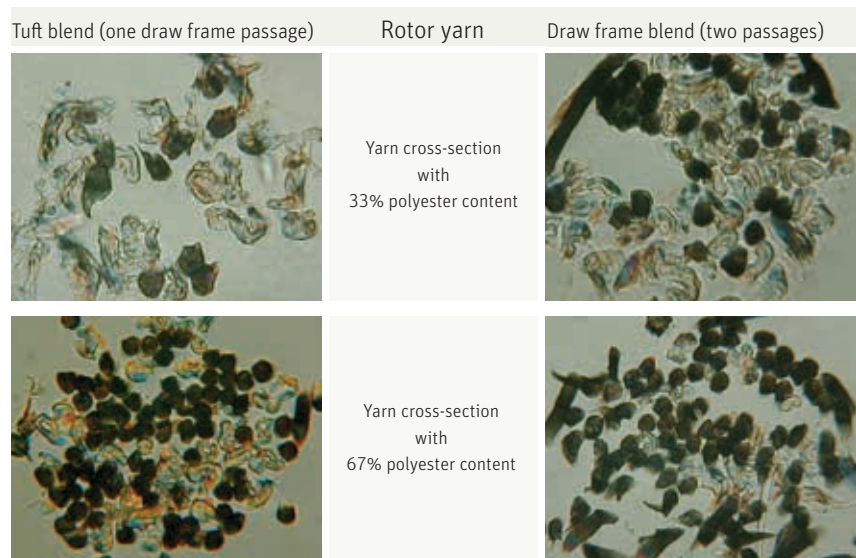 Tuft blend (one draw frame passage)
Rotor yarn
Draw frame blend (two passages)
Yarn cross-section
with
33% polyester content
Yarn cross-section
with
67% polyester content